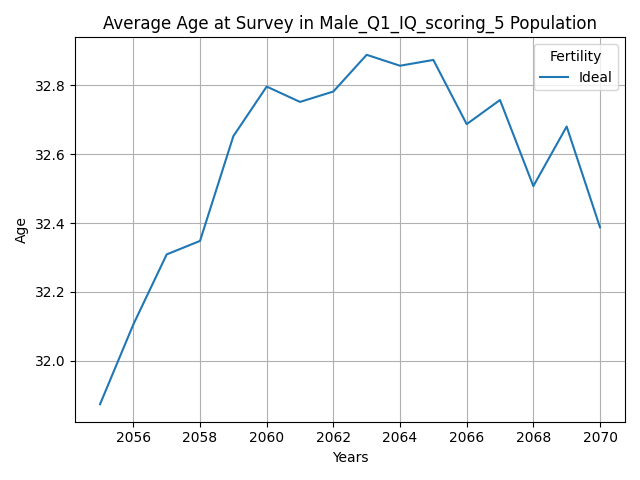 Average Age at Survey in Male_Q1_IQ_scoring_5 Population
Fertility
Ideal
Age
32.8
32.6
32.4
32.2
32.0
2056 2058 2060 2062 2064 2066 2068 2070
Years